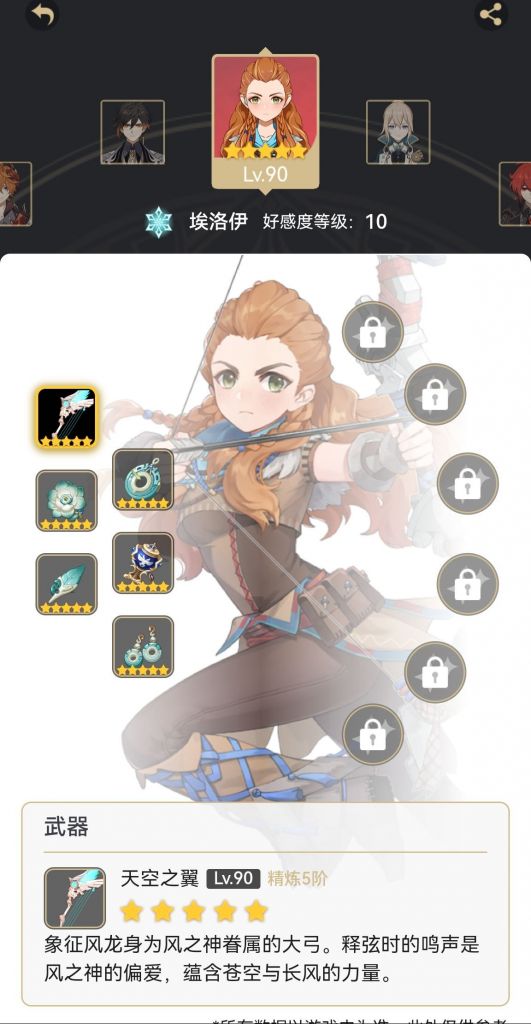 Lv.90
埃洛伊 好感度等级：10
武器
天空之翼 Lv.90 精炼5阶
象征风龙身为风之神眷属的大弓。释弦时的鸣声是
风之神的偏爱，蕴含苍空与长风的力量。